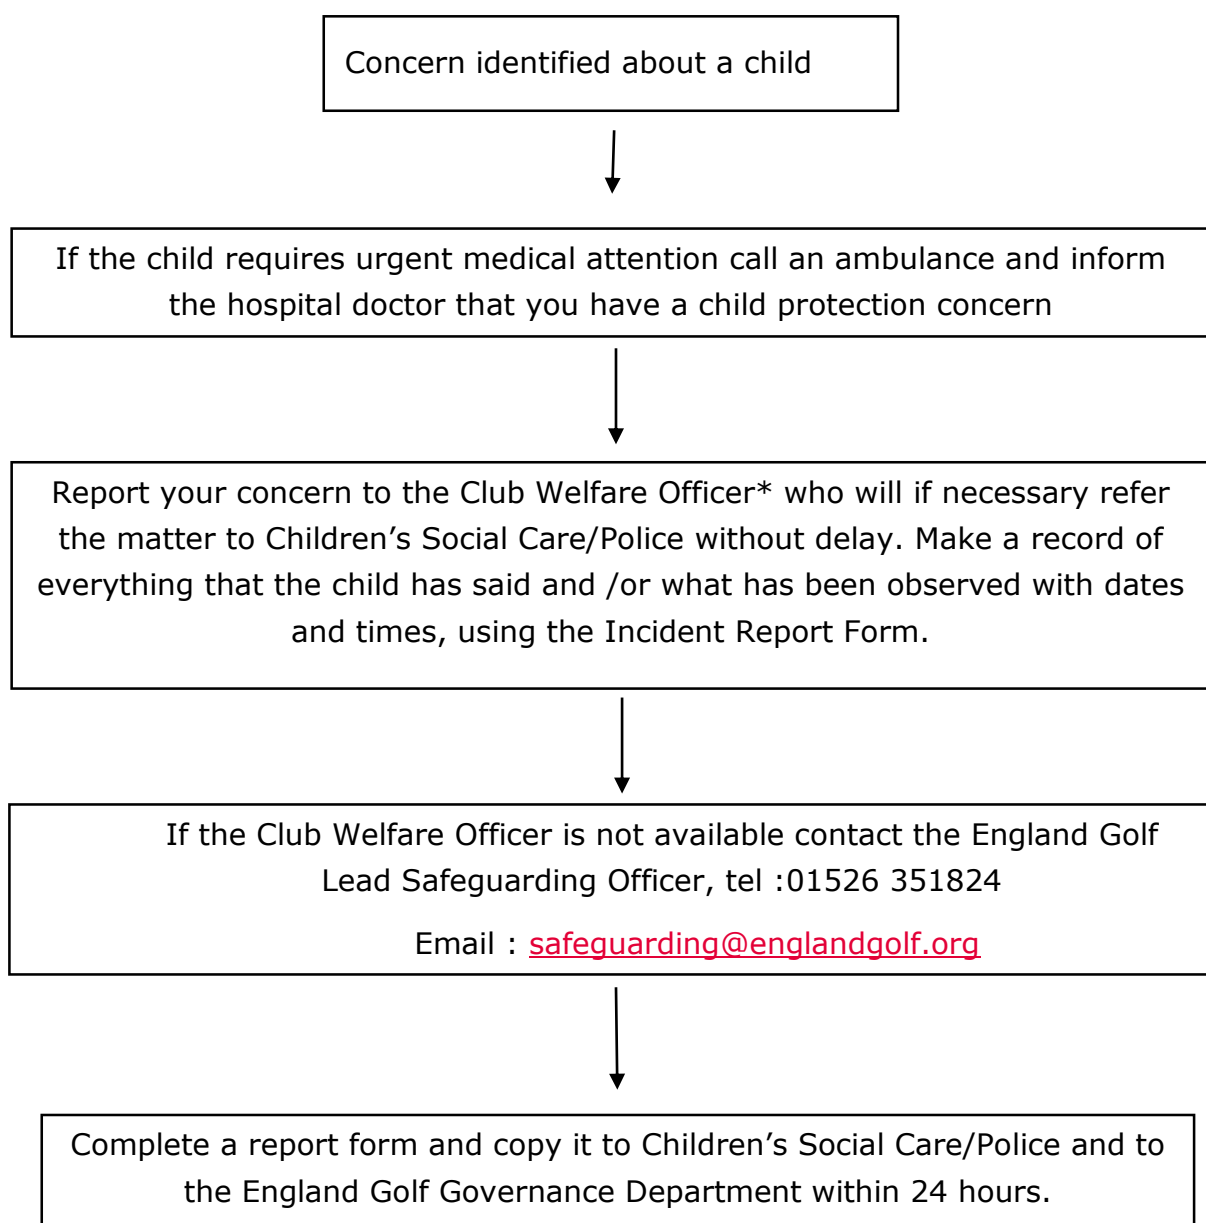 Concern identified about a child
If the child requires urgent medical attention call an ambulance and inform
the hospital doctor that you have a child protection concern
Report your concern to the Club Welfare Officer* who will if necessary refer
the matter to Children’s Social Care/Police without delay. Make a record of
everything that the child has said and /or what has been observed with dates
and times, using the Incident Report Form.
If the Club Welfare Officer is not available contact the England Golf
Lead Safeguarding Officer, tel :01526 351824
Email : safeguarding@englandgolf.org
Complete a report form and copy it to Children’s Social Care/Police and to
the England Golf Governance Department within 24 hours.